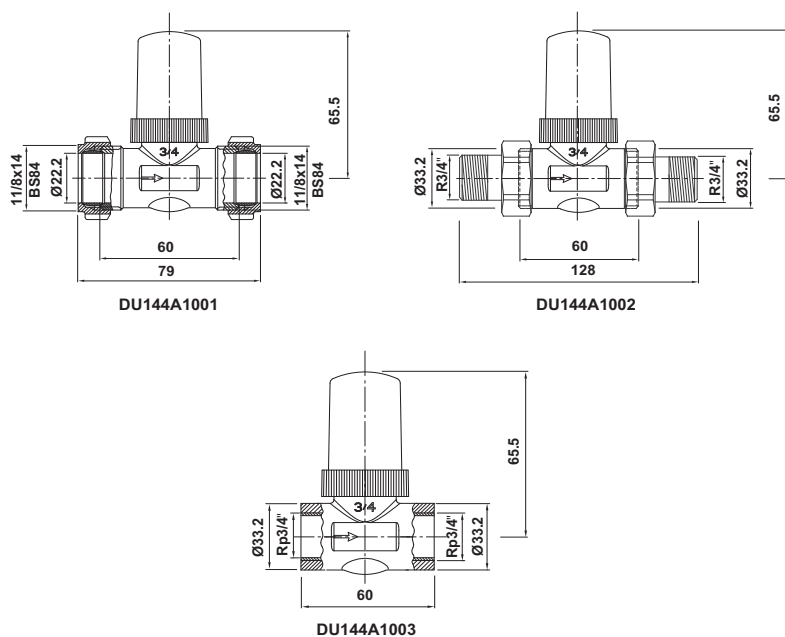 65.5
3/4
11/8x14
BS84
Ø22.2
Ø22.2
11/8x14
BS84
60
79
DU144A1001
65.5
3/4
Ø33.2
R3/4"
R3/4"
Ø33.2
60
128
DU144A1002
65.5
3/4
Ø33.2
Rp3/4"
Rp3/4"
Ø33.2
60
DU144A1003